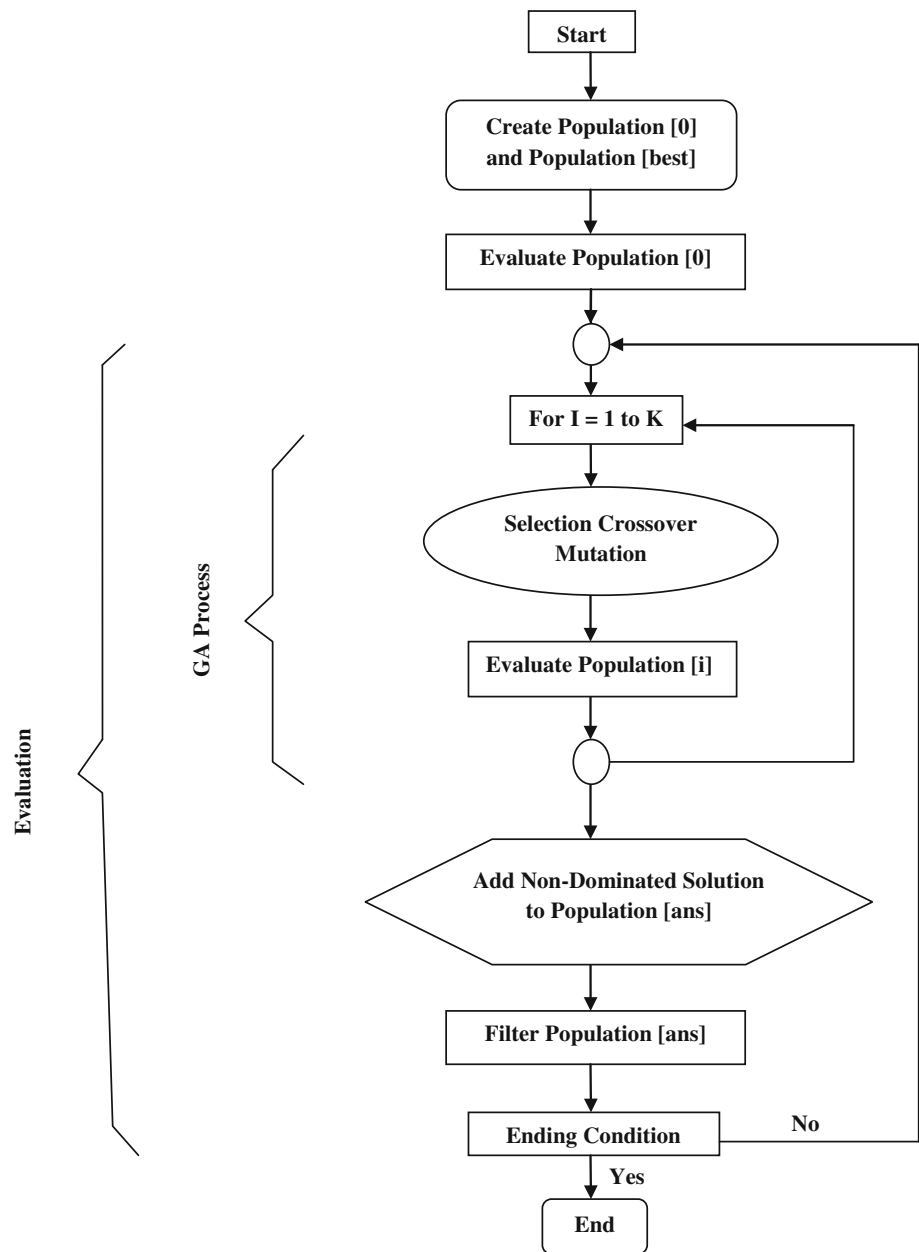 Start
Create Population [0]
and Population [best]
Evaluate Population [0]
For I = 1 to K
Selection Crossover
Mutation
Evaluate Population [i]
GA Process
Evaluation
Add Non-Dominated Solution
to Population [ans]
Filter Population [ans]
Ending Condition
No
Yes
End